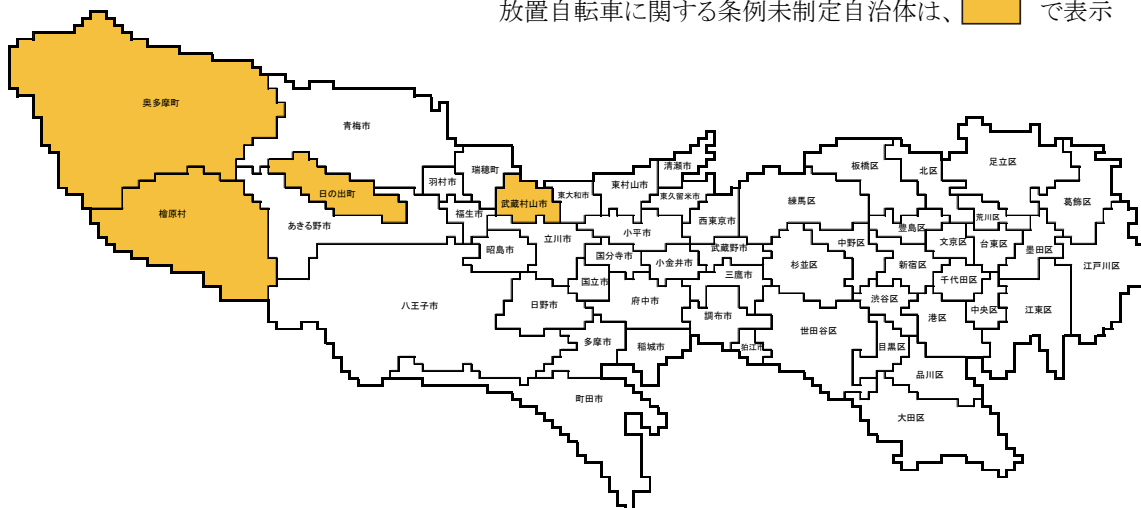 放置自転車に関する条例未制定自治体は、 で表示
奥多摩町
青梅市
檜原村
日の出町
あきる野市
羽村市
瑞穂町
福生市
武蔵村山市
東大和市
東村山市
清瀬市
東久留米市
西東京市
昭島市
立川市
小平市
国分寺市
小金井市
武蔵野市
三鷹市
八王子市
日野市
国立市
府中市
調布市
狛江市
多摩市
稲城市
町田市
練馬区
板橋区
北区
足立区
葛飾区
荒川区
豊島区
文京区
台東区
墨田区
江戸川区
中野区
杉並区
新宿区
千代田区
渋谷区
港区
中央区
江東区
世田谷区
目黒区
品川区
大田区